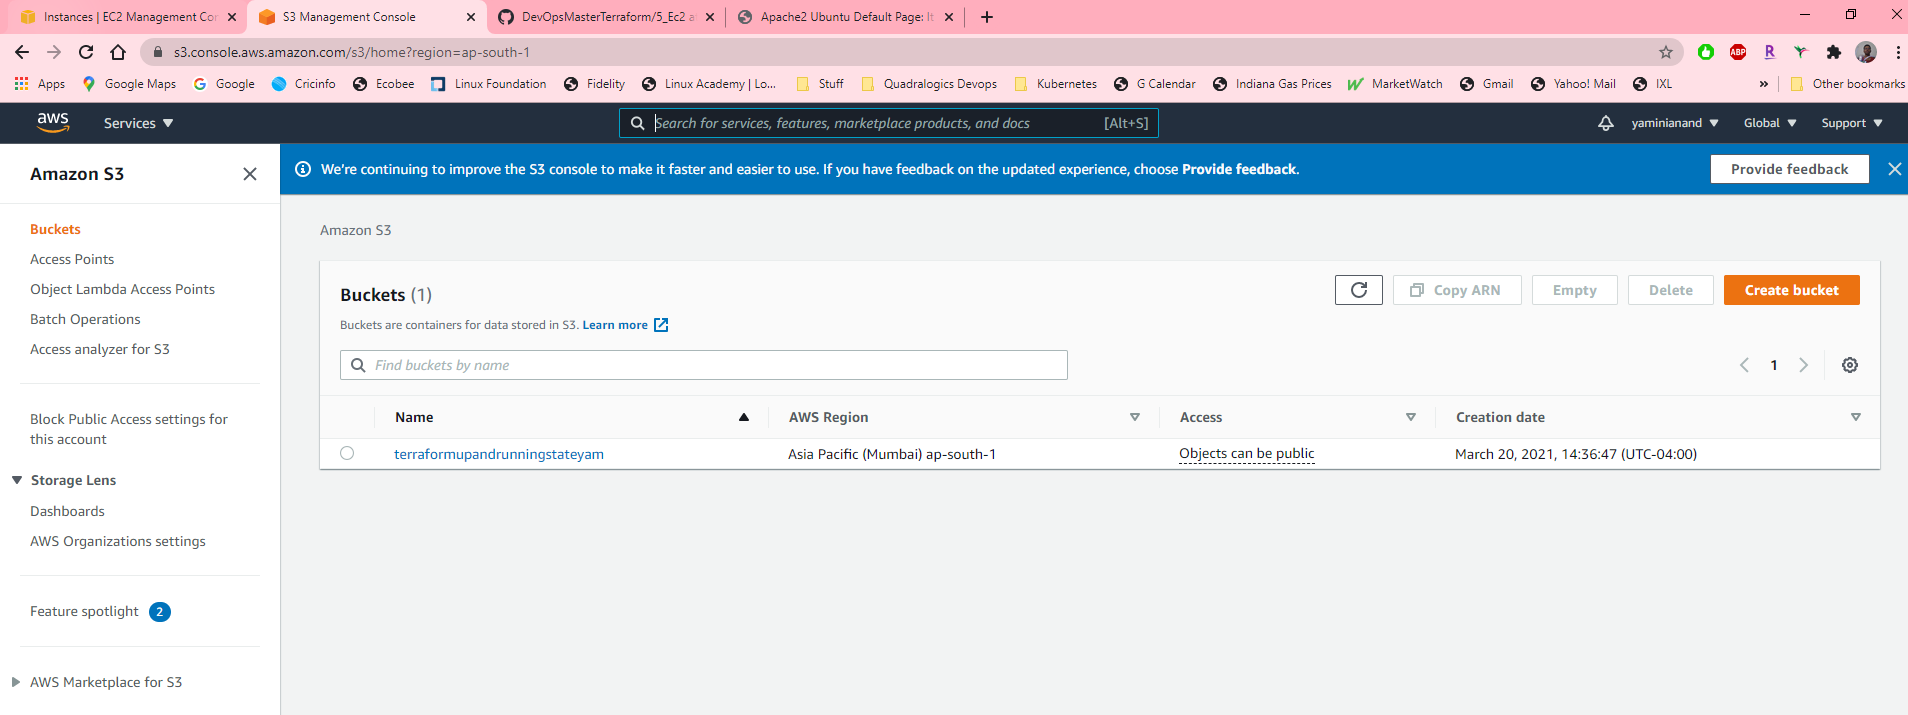 Instances | EC2 Management Con
S3 Management Console
DevOpsMasterTerraform/5_Ec2 a
Apache2 Ubuntu Default Page: It
s3.console.aws.amazon.com/s3/home?region=ap-south-1
ABP
R
Apps
Google Maps
Google
Cricinfo
Ecobee
Linux Foundation
Fidelity
Linux Academy | Lo...
Stuff
Quadralogics Devops
Kubernetes
G Calendar
Indiana Gas Prices
MarketWatch
Gmail
Yahoo! Mail
IXL
»
Other bookmarks
aws
Services
Search for services, features, marketplace products, and docs
[Alt+S]
yaminianand
Global
Support
Amazon S3
We're continuing to improve the S3 console to make it faster and easier to use. If you have feedback on the updated experience, choose Provide feedback.
Provide feedback
Buckets
Access Points
Object Lambda Access Points
Batch Operations
Access analyzer for S3
Block Public Access settings for
this account
Storage Lens
Dashboards
AWS Organizations settings
Feature spotlight 2
AWS Marketplace for S3
Amazon S3
Buckets (1)
Copy ARN
Empty
Delete
Create bucket
Buckets are containers for data stored in S3. Learn more
Find buckets by name
1
Name
AWS Region
Access
Creation date
terraformupandrunningstateyam
Asia Pacific (Mumbai) ap-south-1
Objects can be public
March 20, 2021, 14:36:47 (UTC-04:00)